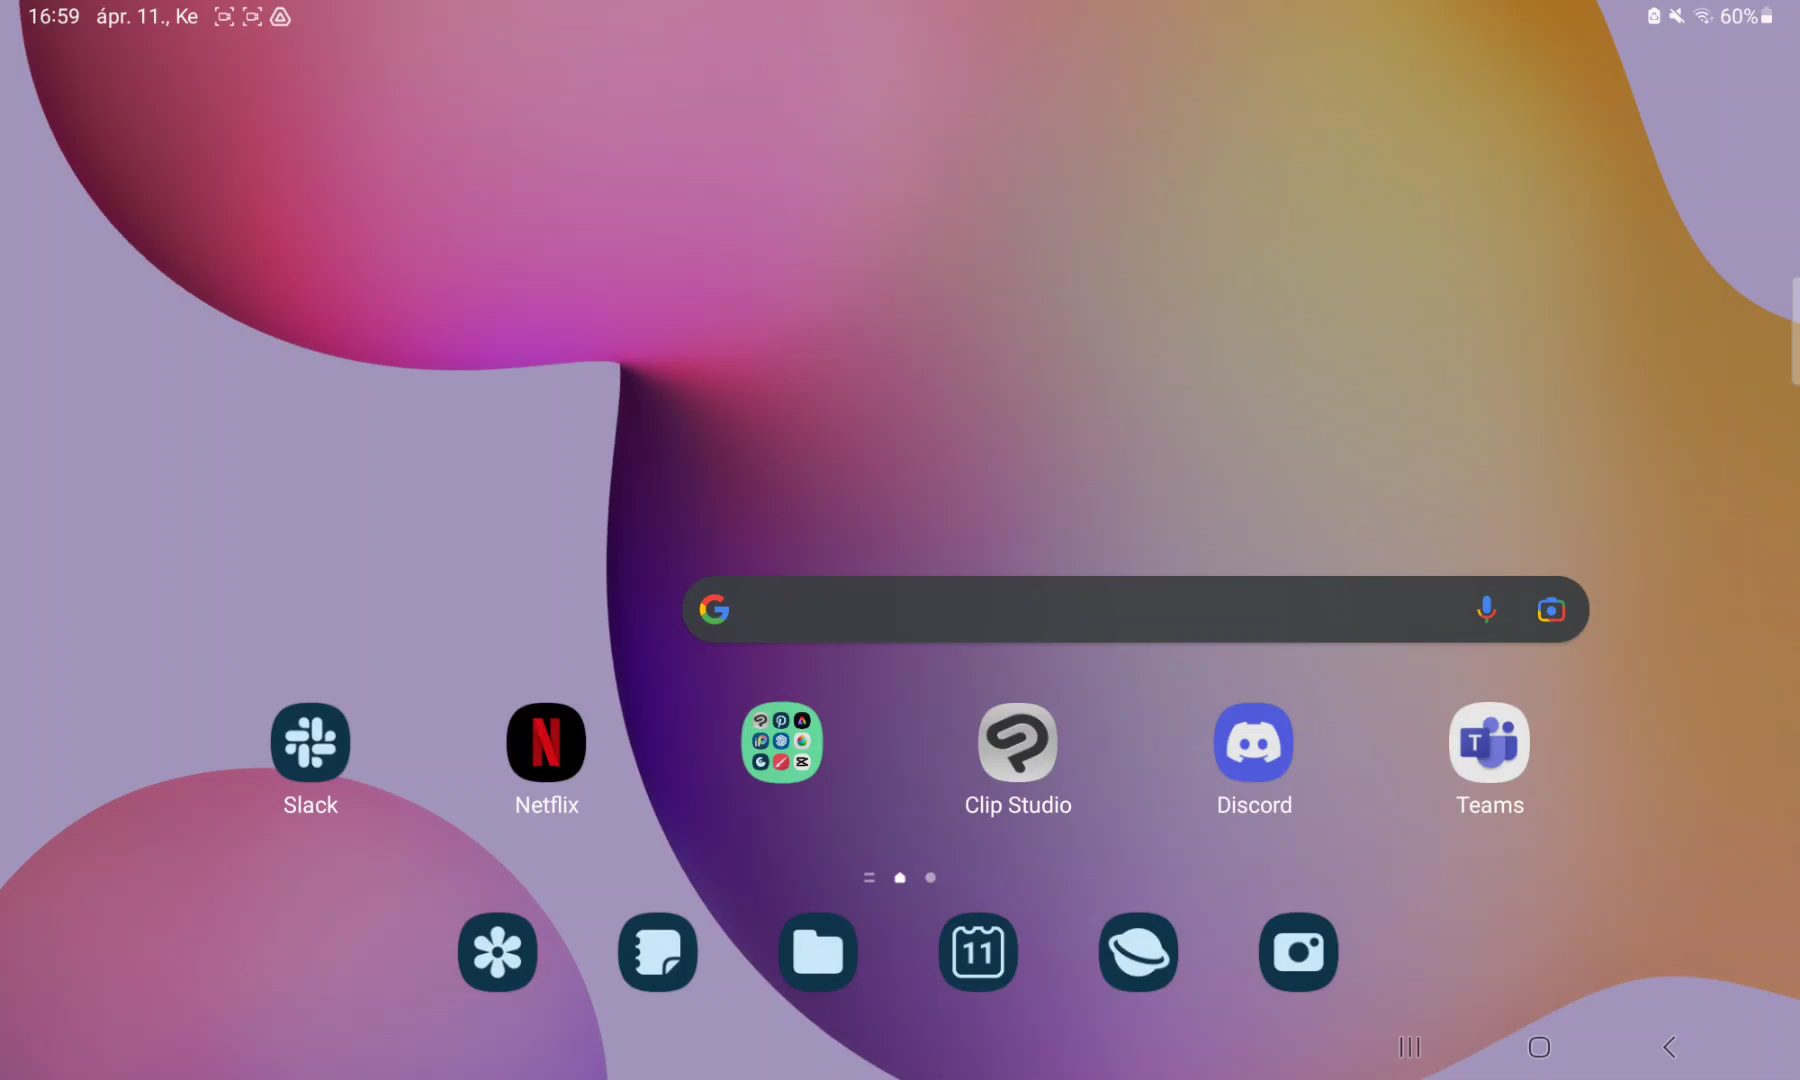 16:59 ápr. 11., Ke
60%
Slack
Netflix
Clip Studio
Discord
T
Teams
11